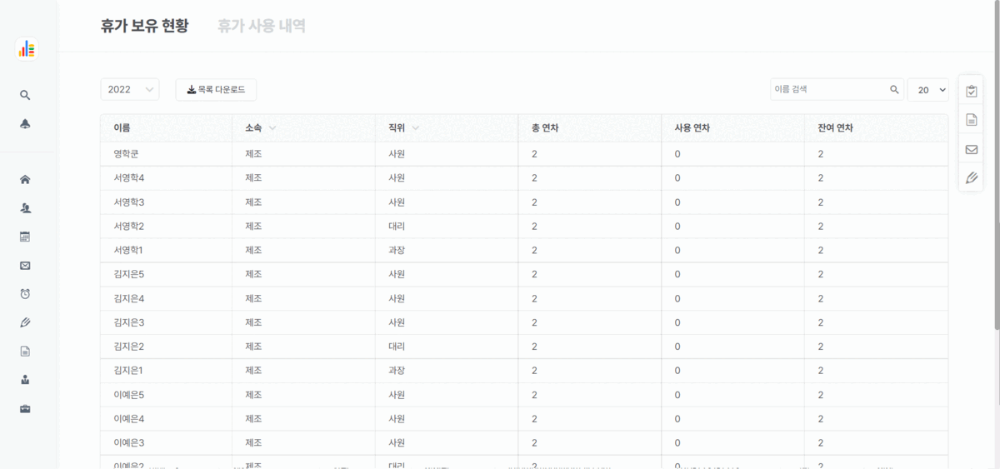 휴가 보유 현황 휴가 사용 내역
2022 목록 다운로드 이름 검색 20
이름 소속 직위 총 연차 사용 연차 잔여 연차
영학쿤 제조 사원 2 0 2
서영학4 제조 사원 2 0 2
서영학3 제조 사원 2 0 2
서영학2 제조 대리 2 0 2
서영학1 제조 과장 2 0 2
김지은5 제조 사원 2 0 2
김지은4 제조 사원 2 0 2
김지은3 제조 사원 2 0 2
김지은2 제조 대리 2 0 2
김지은1 제조 과장 2 0 2
이예은5 제조 사원 2 0 2
이예은4 제조 사원 2 0 2
이예은3 제조 사원 2 0 2
이예은2 제조 대리 2 0 2